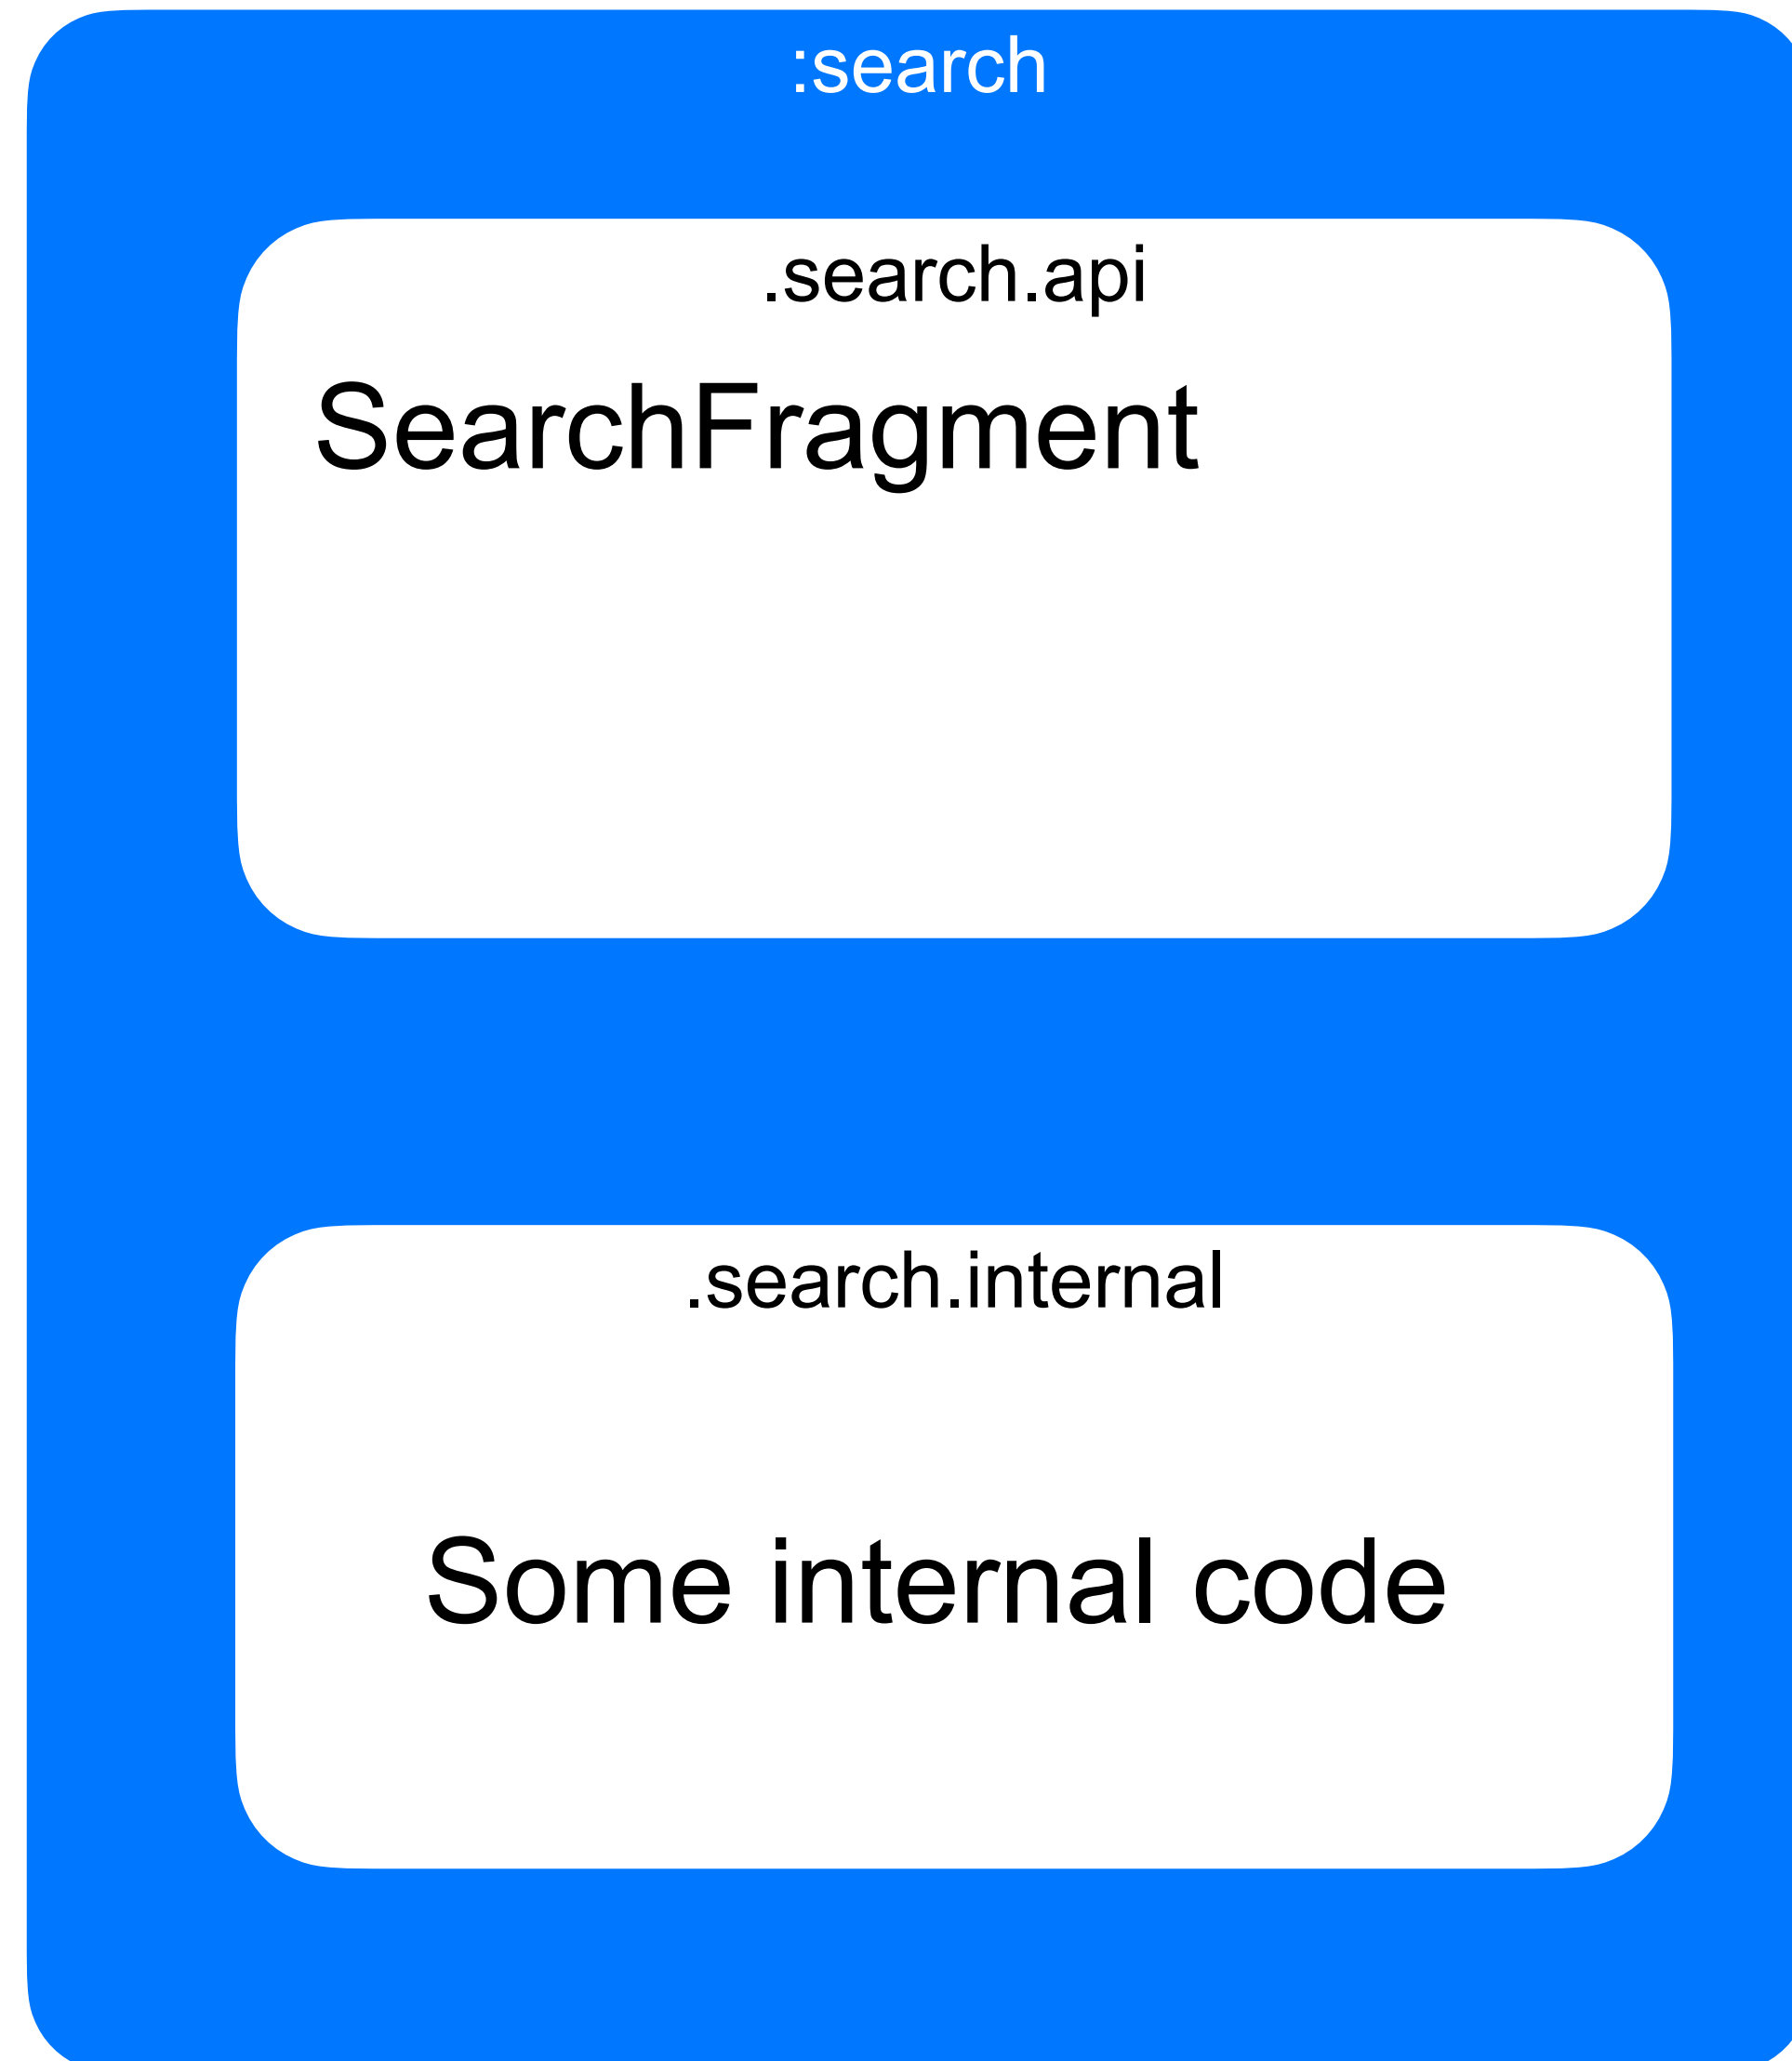 :search
.search.api
SearchFragment
.search.internal
Some internal code